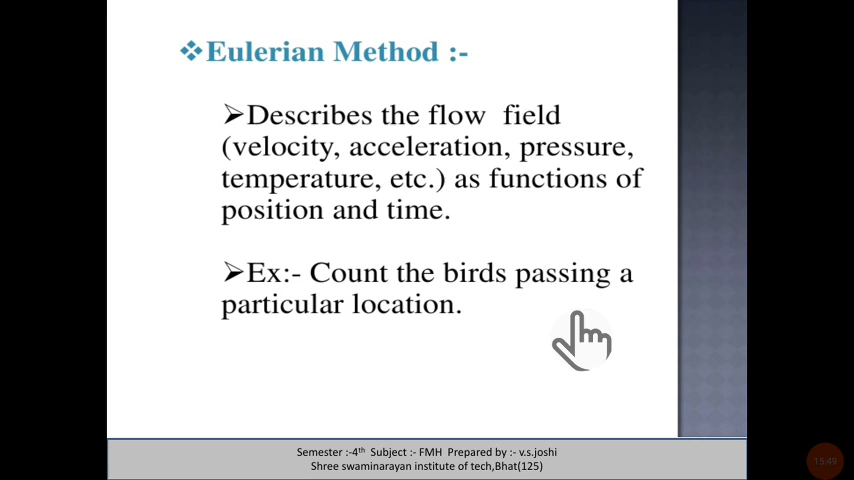 ❖Eulerian Method :-
➢Describes the flow field
(velocity, acceleration, pressure,
temperature, etc.) as functions of
position and time.
➢Ex:- Count the birds passing a
particular location.
Semester :-4th Subject :- FMH Prepared by :- v.s.joshi
Shree swaminarayan institute of tech,Bhat(125)
15:49